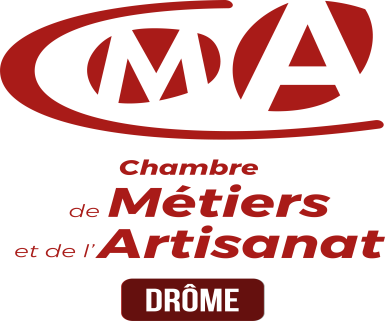 CMA
Chambre
de Métiers
et de l'Artisanat
DRÔME